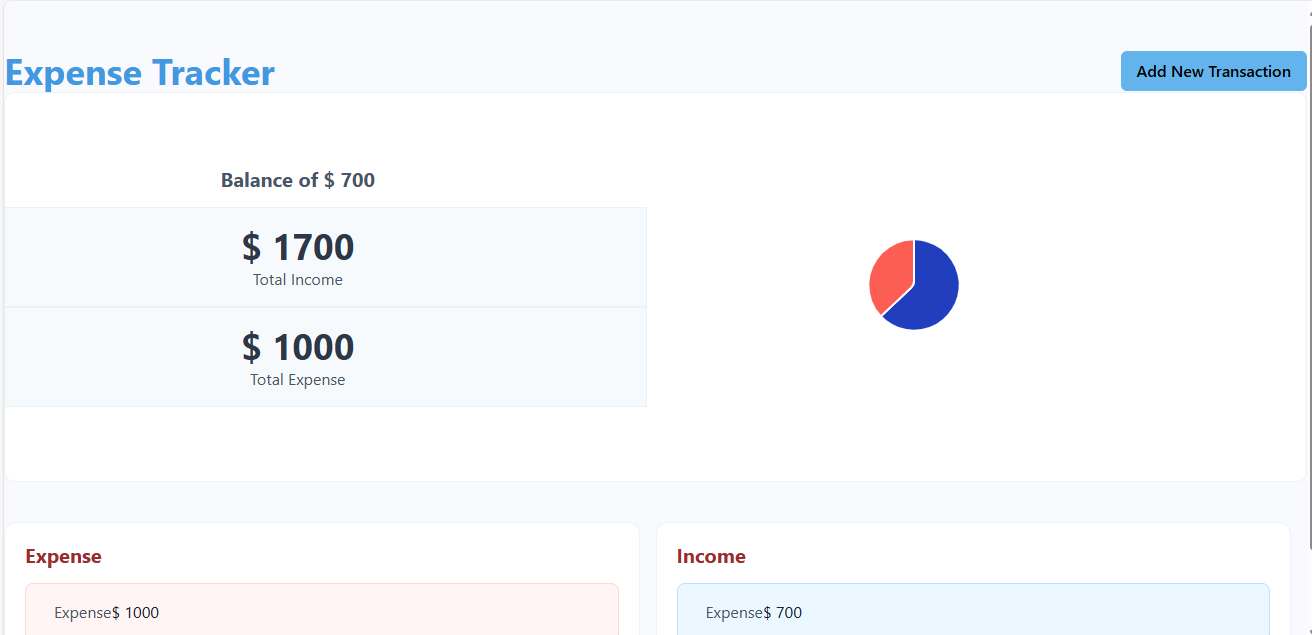 Expense Tracker
Add New Transaction
Balance of $ 700
$ 1700
Total Income
$ 1000
Total Expense
Expense
Expense$ 1000
Income
Expense$ 700